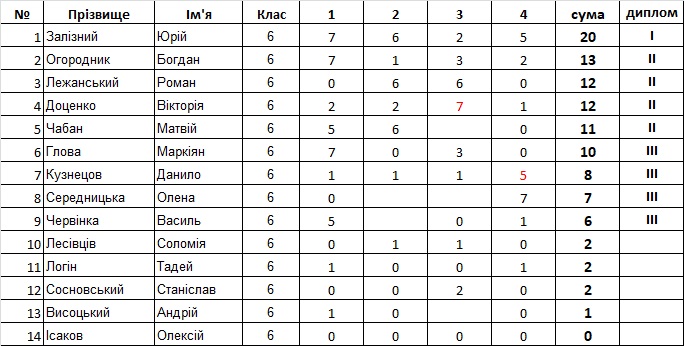 № Прізвище Ім'я Клас 1 2 3 4 сума диплом
1 Залізний Юрій 6 7 6 2 5 20 I
2 Огородник Богдан 6 7 1 3 2 13 II
3 Лежанський Роман 6 0 6 6 0 12 II
4 Доценко Вікторія 6 2 2 7 1 12 II
5 Чабан Матвій 6 5 6 0 11 II
6 Глова Маркіян 6 7 0 3 0 10 III
7 Кузнецов Данило 6 1 1 1 5 8 III
8 Середницька Олена 6 0 7 7 III
9 Червінка Василь 6 5 0 1 6 III
10 Лесівців Соломія 6 0 1 1 0 2
11 Логін Тадей 6 1 0 0 1 2
12 Сосновський Станіслав 6 0 0 2 0 2
13 Висоцький Андрій 6 1 0 0 1
14 Ісаков Олексій 6 0 0 0 0 0